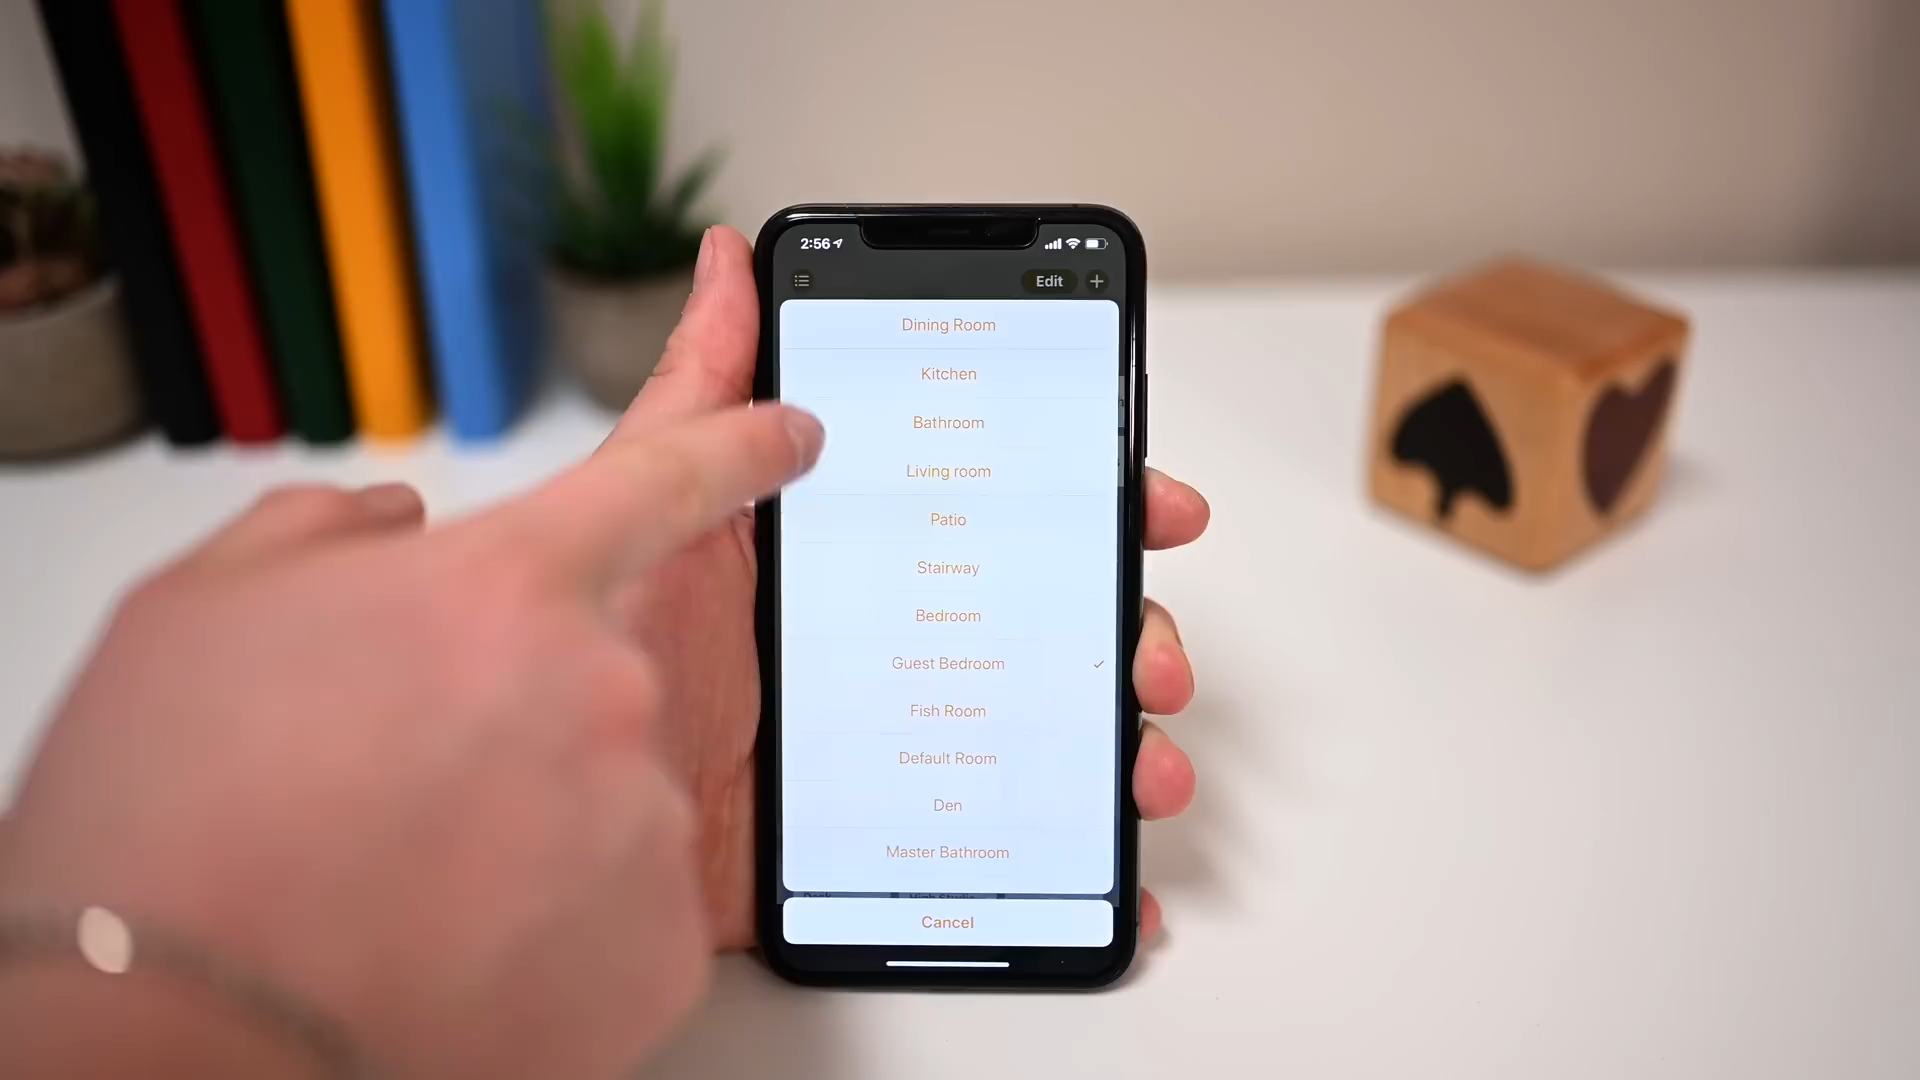 2:56
Edit
Dining Room
Kitchen
Bathroom
Living room
Patio
Stairway
Bedroom
Guest Bedroom
Fish Room
Default Room
Den
Master Bathroom
Cancel